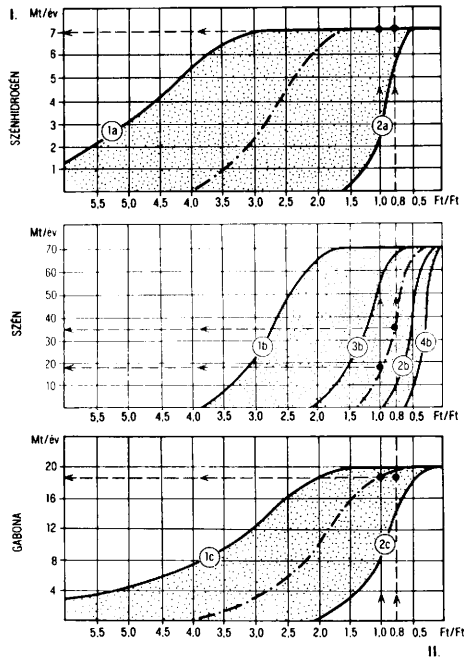 I.
Mt/év
SZÉNHIDROGÉN
7
6
5
4
3
2
1
1a
2a
5,5 5,0 4,5 4,0 3,5 3,0 2,5 2,0 1,5 1,0 0,8 0,5 Ft/Ft
Mt/év
SZÉN
70
60
50
40
30
20
10
1b
3b
2b
4b
5,5 5,0 4,5 4,0 3,5 3,0 2,5 2,0 1,5 1,0 0,8 0,5 Ft/Ft
Mt/év
GABONA
20
16
12
8
4
1c
2c
5,5 5,0 4,5 4,0 3,5 3,0 2,5 2,0 1,5 1,0 0,8 0,5 Ft/Ft
II.